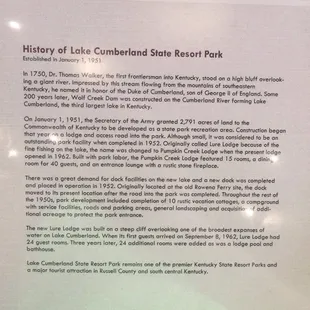 History of Lake Cumberland State Resort Park
Established in January 1, 1951
In 1750, Dr. Thomas Walker, the first frontiersman into Kentucky, stood on a high bluff overlook-
ing a giant river. Impressed by this stream flowing from the mountains of southeastern
Kentucky, he named it in honor of the Duke of Cumberland, son of George II of England. Some
200 years later, Wolf Creek Dam was constructed on the Cumberland River forming Lake
Cumberland, the third largest lake in Kentucky.
On January 1, 1951, the Secretary of the Army granted 2,791 acres of land to the
Commonwealth of Kentucky to be developed as a state park recreation area. Construction began
that year on a lodge and access road into the park. Although small, it was considered to be an
outstanding park facility when completed in 1952. Originally called Lure Lodge because of the
fine fishing on the lake, the name was changed to Pumpkin Creek Lodge when the present lodge
opened in 1962. Built with park labor, the Pumpkin Creek Lodge featured 15 rooms, a dining
room for 40 guests, and an entrance lounge with a rustic stone fireplace.
There was a great demand for dock facilities on the new lake and a new dock was completed
and placed in operation in 1952. Originally located at the old Rowena Ferry site, the dock
moved to its present location after the road into the park was completed. Throughout the rest of
the 1950s, park development included completion of 10 rustic vacation cottages, a campground
with service facilities, roads and parking areas, general landscaping and acquisition of addi-
tional acreage to protect the park entrance.
The new Lure Lodge was built on a steep cliff overlooking one of the broadest expanses of
water on Lake Cumberland. When its first guests arrived on September 8, 1962, Lure Lodge had
24 guest rooms. Three years later, 24 additional rooms were added as was a lodge pool and
bathhouse.
Lake Cumberland State Resort Park remains one of the premier Kentucky State Resort Parks and
a major tourist attraction in Russell County and south central Kentucky.